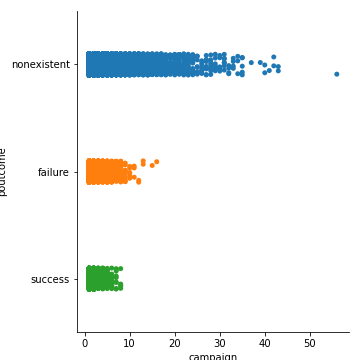 nonexistent
failure
success
poutcome
0 10 20 30 40 50
campaign